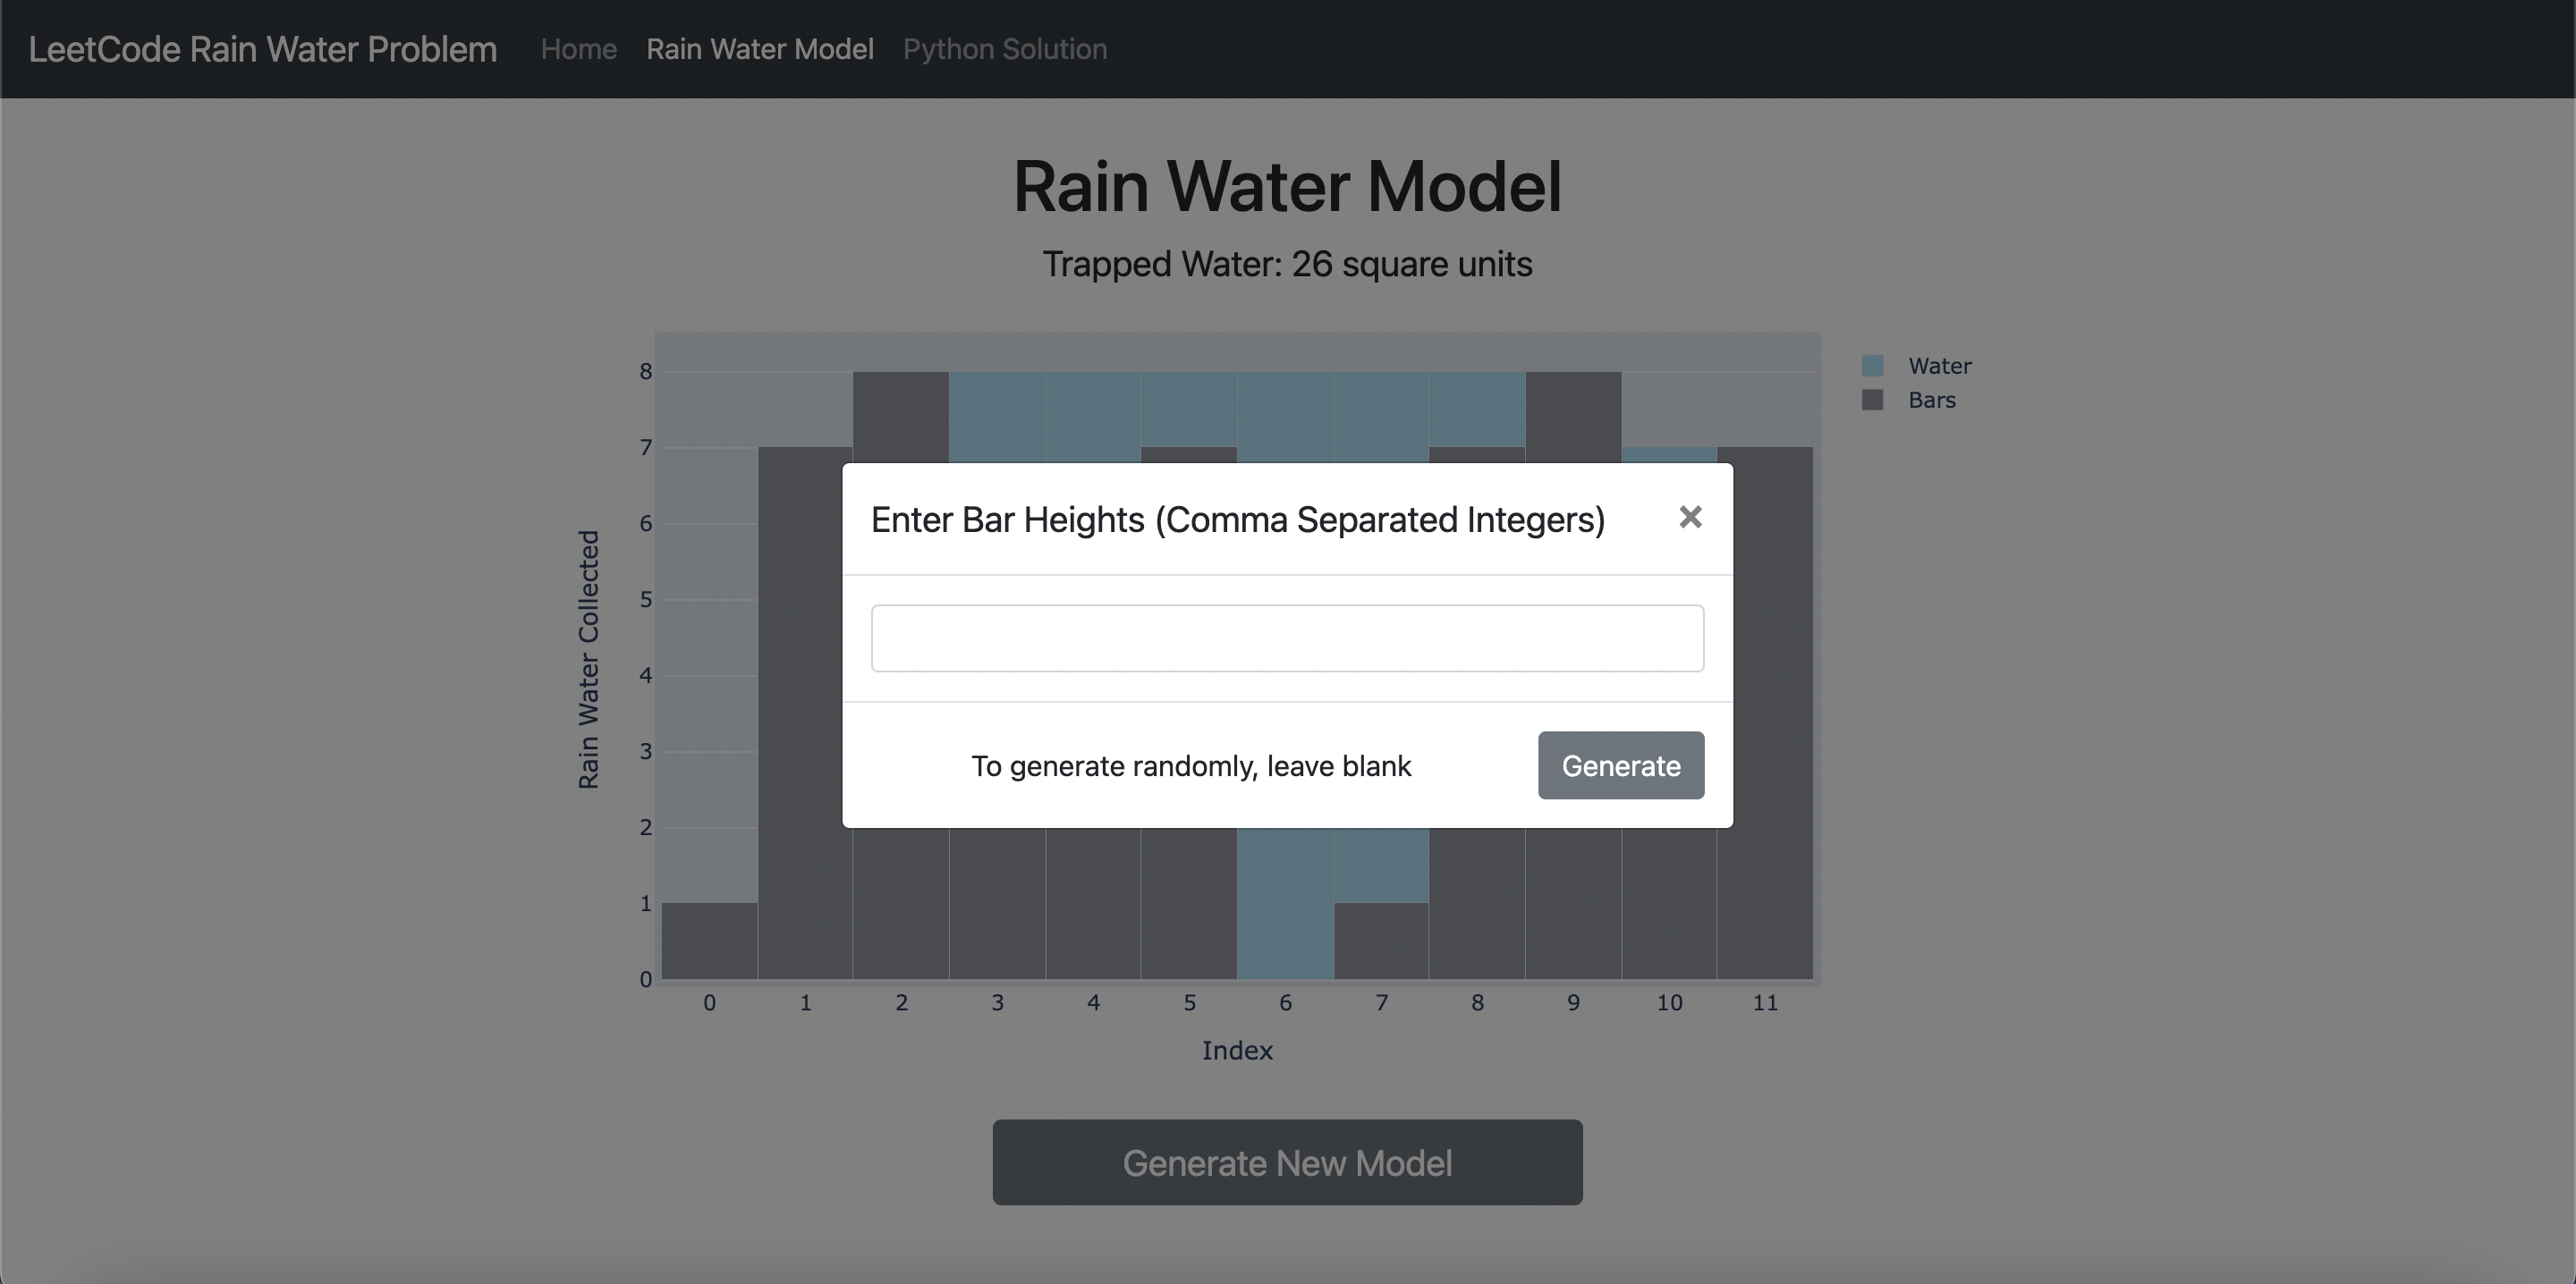 LeetCode Rain Water Problem Home Rain Water Model Python Solution
Rain Water Model
Trapped Water: 26 square units
Water
Bars
Rain Water Collected
8
7
6
5
4
3
2
1
0
0 1 2 3 4 5 6 7 8 9 10 11
Index
Enter Bar Heights (Comma Separated Integers) ×
To generate randomly, leave blank Generate
Generate New Model